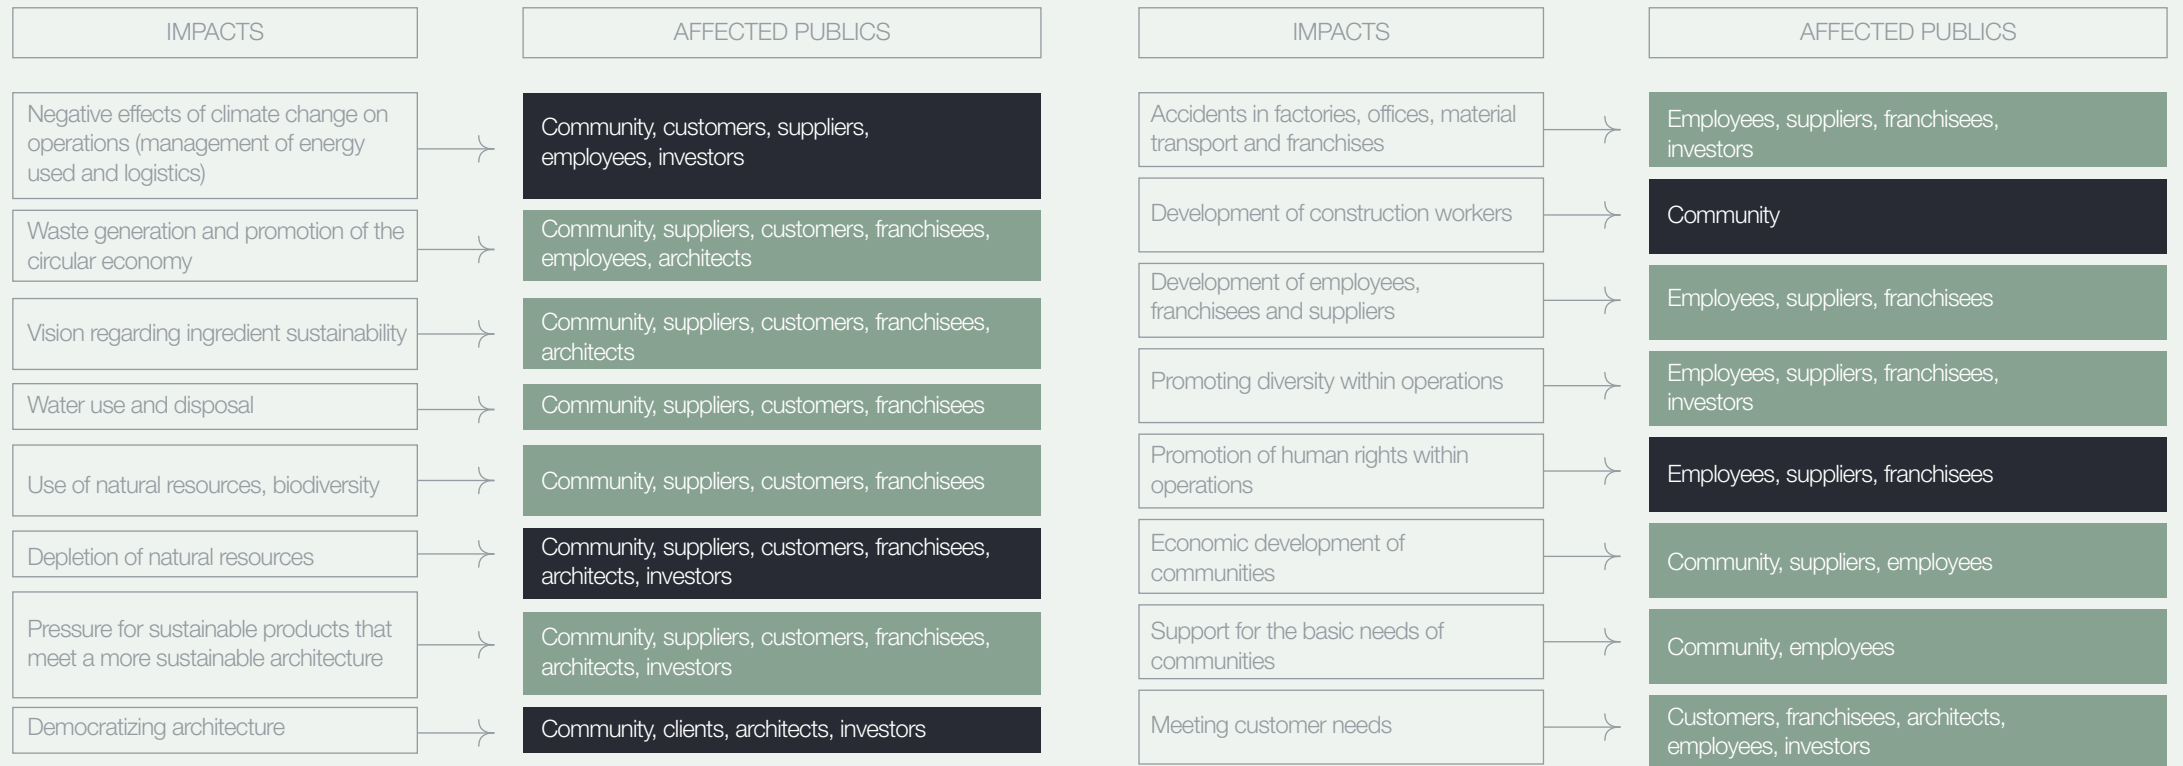 IMPACTS
AFFECTED PUBLICS
Negative effects of climate change on
operations (management of energy
used and logistics)
Community, customers, suppliers,
employees, investors
Waste generation and promotion of the
circular economy
Community, suppliers, customers, franchisees,
employees, architects
Vision regarding ingredient sustainability
Community, suppliers, customers, franchisees,
architects
Water use and disposal
Community, suppliers, customers, franchisees
Use of natural resources, biodiversity
Community, suppliers, customers, franchisees
Depletion of natural resources
Community, suppliers, customers, franchisees,
architects, investors
Pressure for sustainable products that
meet a more sustainable architecture
Community, suppliers, customers, franchisees,
architects, investors
Democratizing architecture
Community, clients, architects, investors
IMPACTS
AFFECTED PUBLICS
Accidents in factories, offices, material
transport and franchises
Employees, suppliers, franchisees,
investors
Development of construction workers
Community
Development of employees,
franchisees and suppliers
Employees, suppliers, franchisees
Promoting diversity within operations
Employees, suppliers, franchisees,
investors
Promotion of human rights within
operations
Employees, suppliers, franchisees
Economic development of
communities
Community, suppliers, employees
Support for the basic needs of
communities
Community, employees
Meeting customer needs
Customers, franchisees, architects,
employees, investors